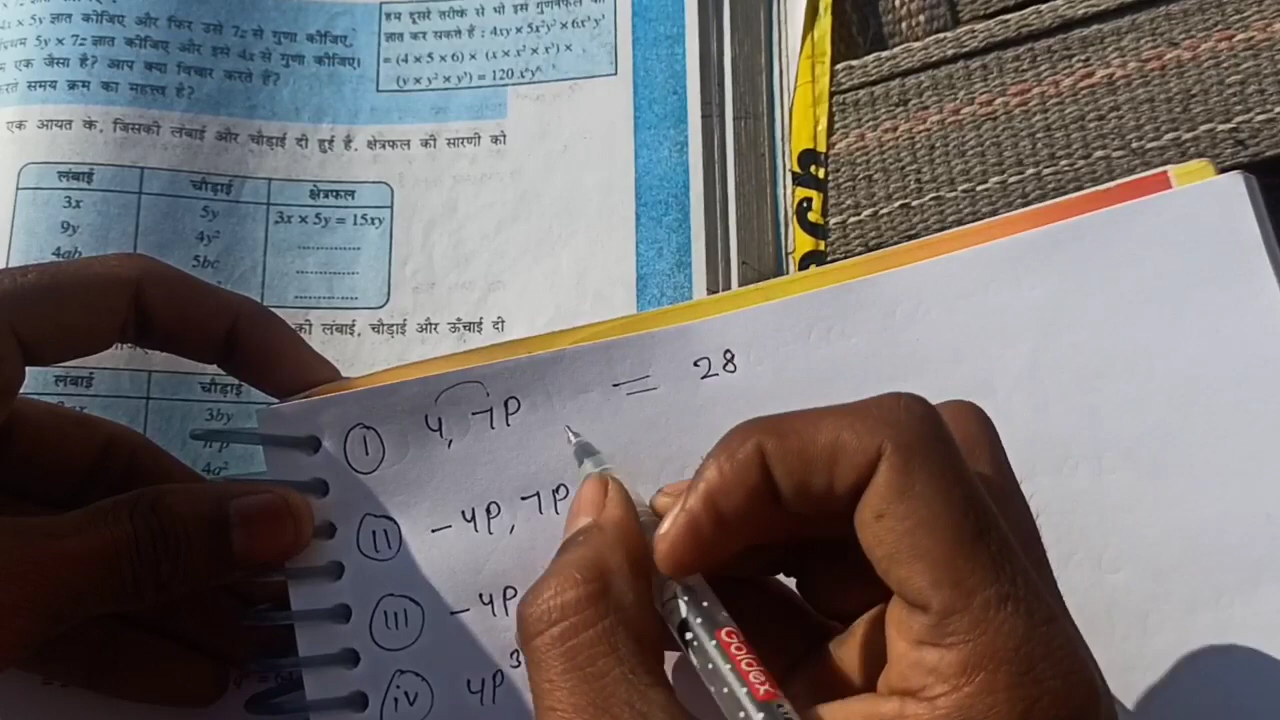 4x × 5y ज्ञात कीजिए और फिर उसे 7z से गुणा कीजिए,
5y × 7z ज्ञात कीजिए और इसे 4x से गुणा कीजिए।
एक जैसा है? आप क्या विचार करते हैं?
करते समय क्रम का महत्त्व है?
हम दूसरे तरीके से भी इस गुणनफल
ज्ञात कर सकते हैं : 4xy × 5x²y² × 6x³y³
= (4 × 5 × 6) × (x × x² × x³) ×
(y × y² × y³) = 120 x⁶y⁶
एक आयत के, जिसकी लंबाई और चौड़ाई दी हुई है, क्षेत्रफल की सारणी को
लंबाई चौड़ाई क्षेत्रफल
3x 5y 3x × 5y = 15xy
9y 4y² ..............
4ab 5bc ..............
..............
की लंबाई, चौड़ाई और ऊँचाई दी
लंबाई चौड़ाई
3by
4a²
I 4, 7P = 28
II -4P, 7P
III -4P
iv 4P³
Goldex